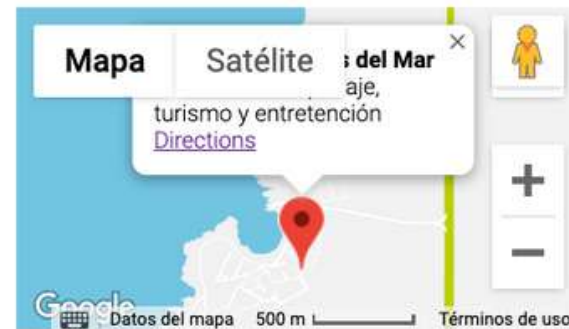 Mapa Satélite
s del Mar
aje,
turismo y entretención
Directions
Google
Datos del mapa 500 m Términos de uso